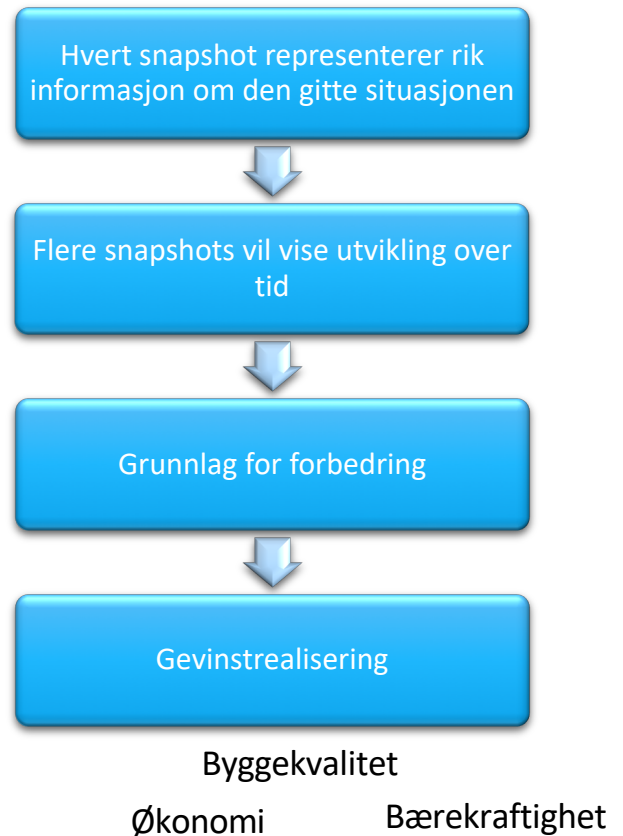 Hvert snapshot representerer rik
informasjon om den gitte situasjonen
Flere snapshots vil vise utvikling over
tid
Grunnlag for forbedring
Gevinstrealisering
Byggekvalitet
Økonomi
Bærekraftighet